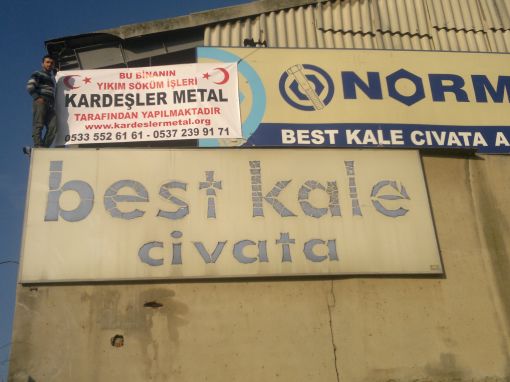 BU BİNANIN
YIKIM SÖKÜM İŞLERİ
KARDEŞLER METAL
TARAFINDAN YAPILMAKTADIR
www.kardeslermetal.org
0533 552 61 61 - 0537 239 91 71
NORM
BEST KALE CIVATA A
best kale
civata